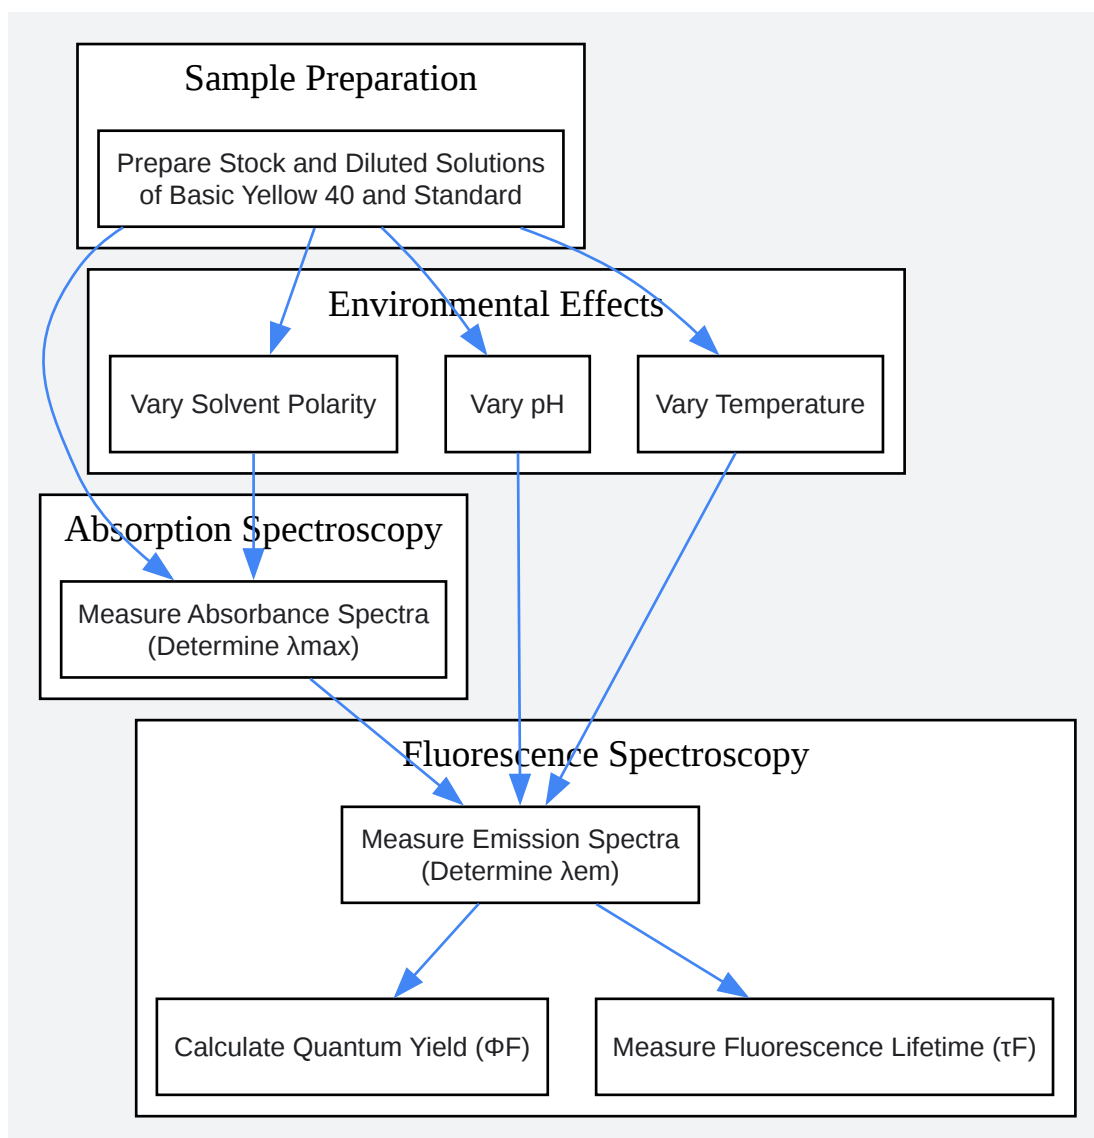 Sample Preparation
Prepare Stock and Diluted Solutions
of Basic Yellow 40 and Standard
Environmental Effects
Vary Solvent Polarity
Vary pH
Vary Temperature
Absorption Spectroscopy
Measure Absorbance Spectra
(Determine λmax)
Fluorescence Spectroscopy
Measure Emission Spectra
(Determine λem)
Calculate Quantum Yield (ΦF)
Measure Fluorescence Lifetime (τF)